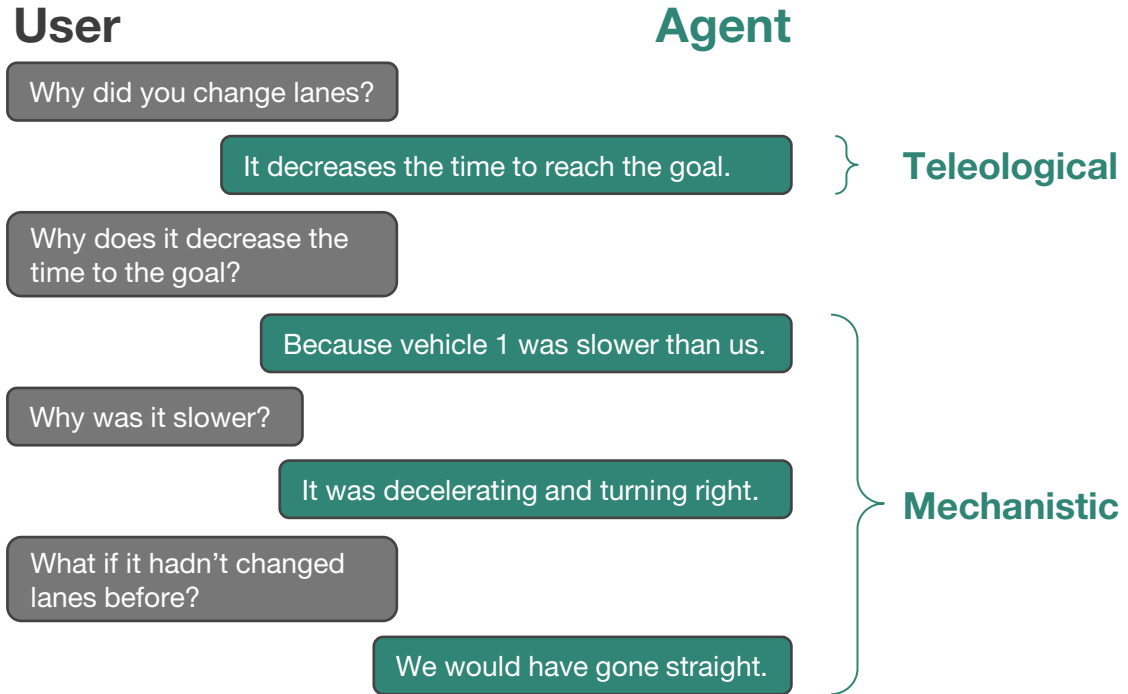 User
Agent
Why did you change lanes?
It decreases the time to reach the goal.
Teleological
Why does it decrease the
time to the goal?
Because vehicle 1 was slower than us.
Why was it slower?
It was decelerating and turning right.
Mechanistic
What if it hadn’t changed
lanes before?
We would have gone straight.